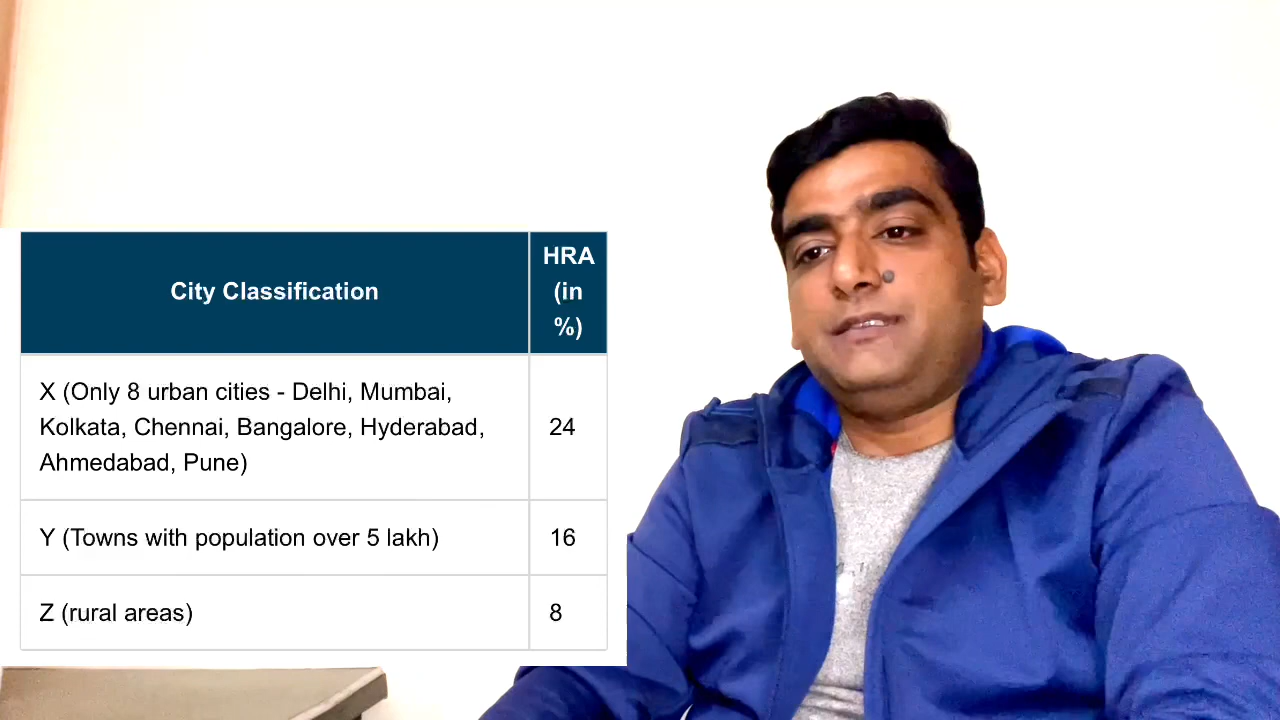 City Classification
HRA
(in
%)
X (Only 8 urban cities - Delhi, Mumbai,
Kolkata, Chennai, Bangalore, Hyderabad,
Ahmedabad, Pune)
24
Y (Towns with population over 5 lakh)
16
Z (rural areas)
8